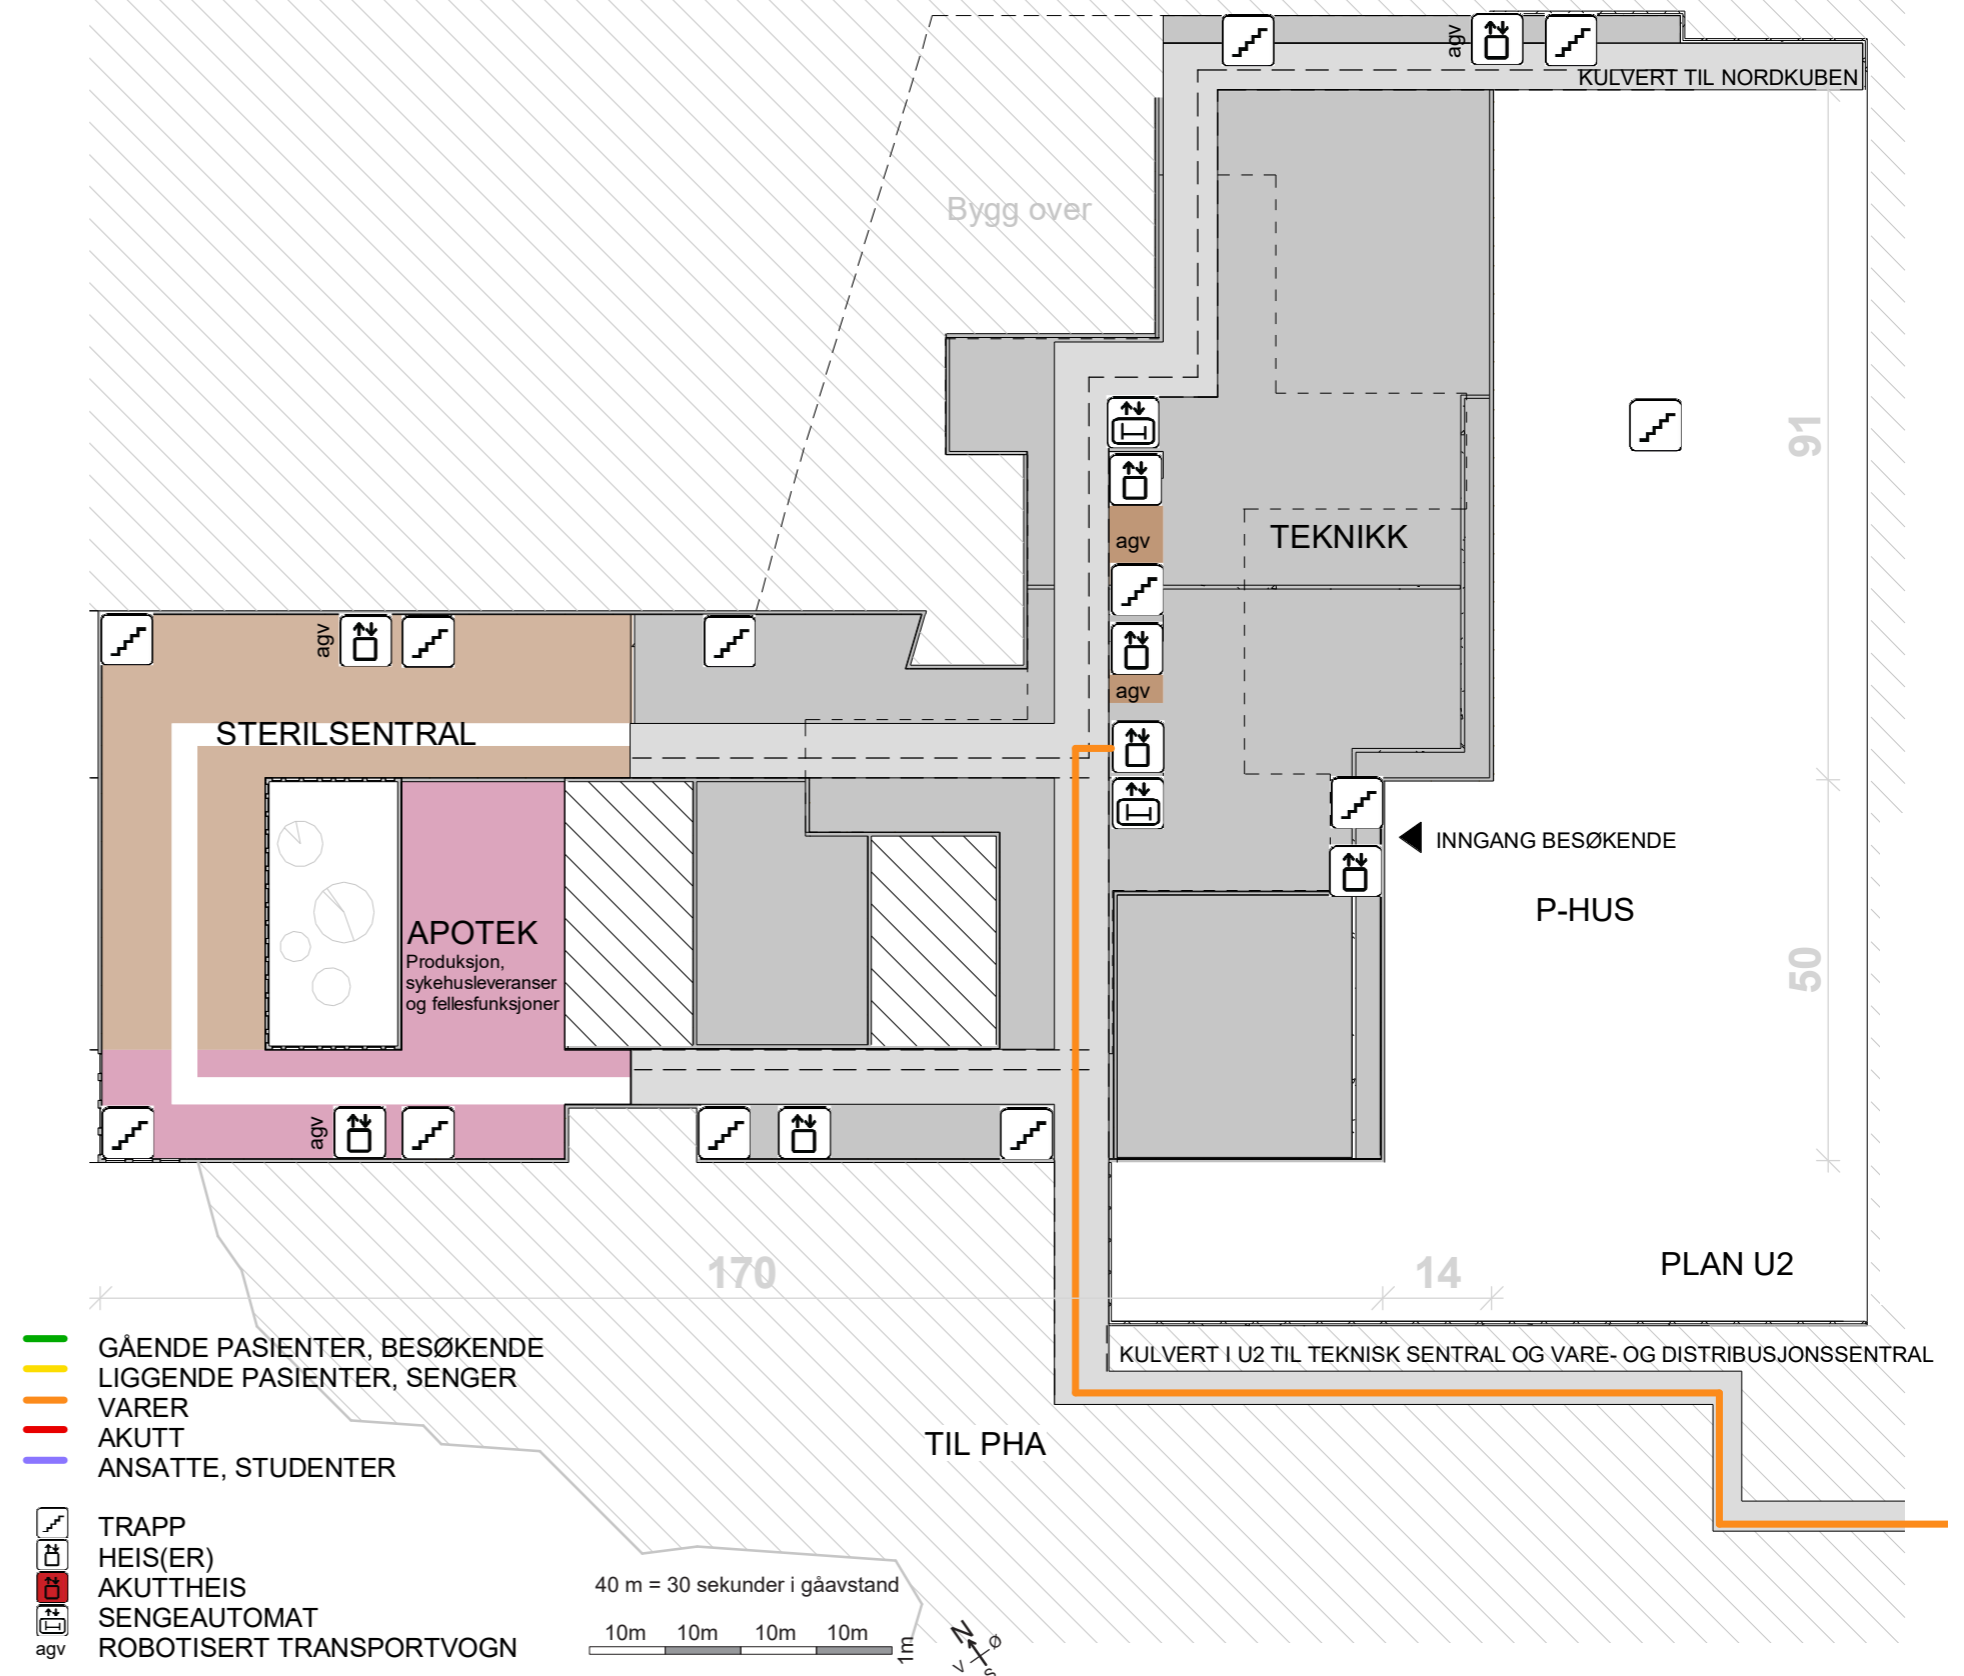 agv
KULVERT TIL NORDKUBEN
Bygg over
91
agv
TEKNIKK
agv
agv
STERILSENTRAL
INNGANG BESØKENDE
P-HUS
APOTEK
Produksjon,
sykehusleveranser
og fellesfunksjoner
50
agv
170
14
PLAN U2
KULVERT I U2 TIL TEKNISK SENTRAL OG VARE- OG DISTRIBUSJONSSENTRAL
TIL PHA
GÅENDE PASIENTER, BESØKENDE
LIGGENDE PASIENTER, SENGER
VARER
AKUTT
ANSATTE, STUDENTER
TRAPP
HEIS(ER)
AKUTTHEIS
SENGEAUTOMAT
agv ROBOTISERT TRANSPORTVOGN
40 m = 30 sekunder i gåavstand
10m 10m 10m 10m
1m
N
Ø
V
S